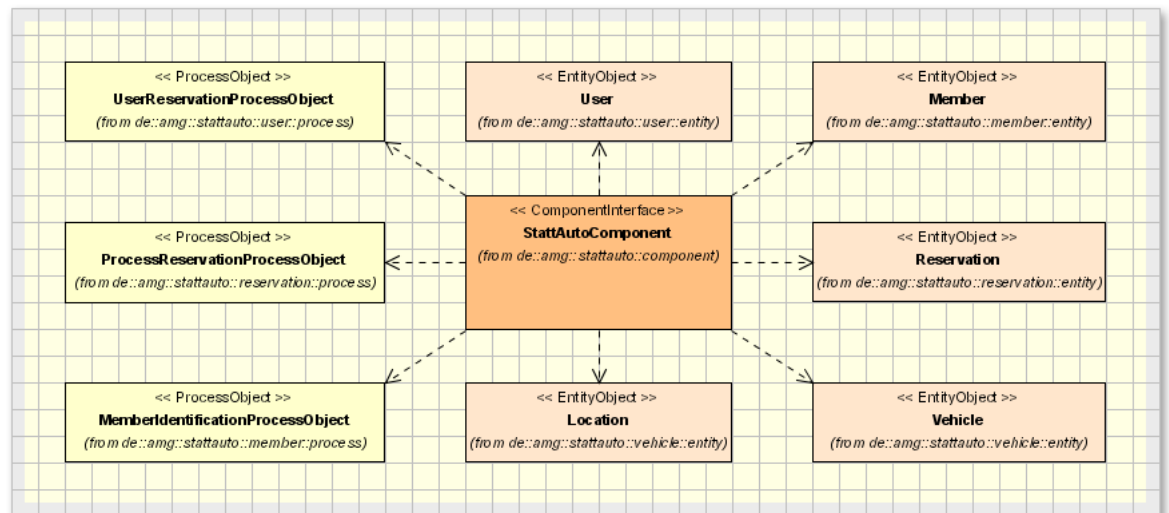 << ProcessObject >>
UserReservationProcessObject
(from de::amg::stattauto::user::process)
<< EntityObject >>
User
(from de::amg::stattauto::user::entity)
<< EntityObject >>
Member
(from de::amg::stattauto::member::entity)
<< ComponentInterface >>
StattAutoComponent
(from de::amg::stattauto::component)
<< ProcessObject >>
ProcessReservationProcessObject
(from de::amg::stattauto::reservation::process)
<< EntityObject >>
Reservation
(from de::amg::stattauto::reservation::entity)
<< ProcessObject >>
MemberIdentificationProcessObject
(from de::amg::stattauto::member::process)
<< EntityObject >>
Location
(from de::amg::stattauto::vehicle::entity)
<< EntityObject >>
Vehicle
(from de::amg::stattauto::vehicle::entity)